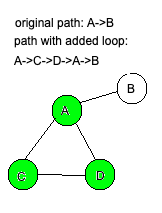 original path: A->B
path with added loop:
A->C->D->A->B
B
A
C
D